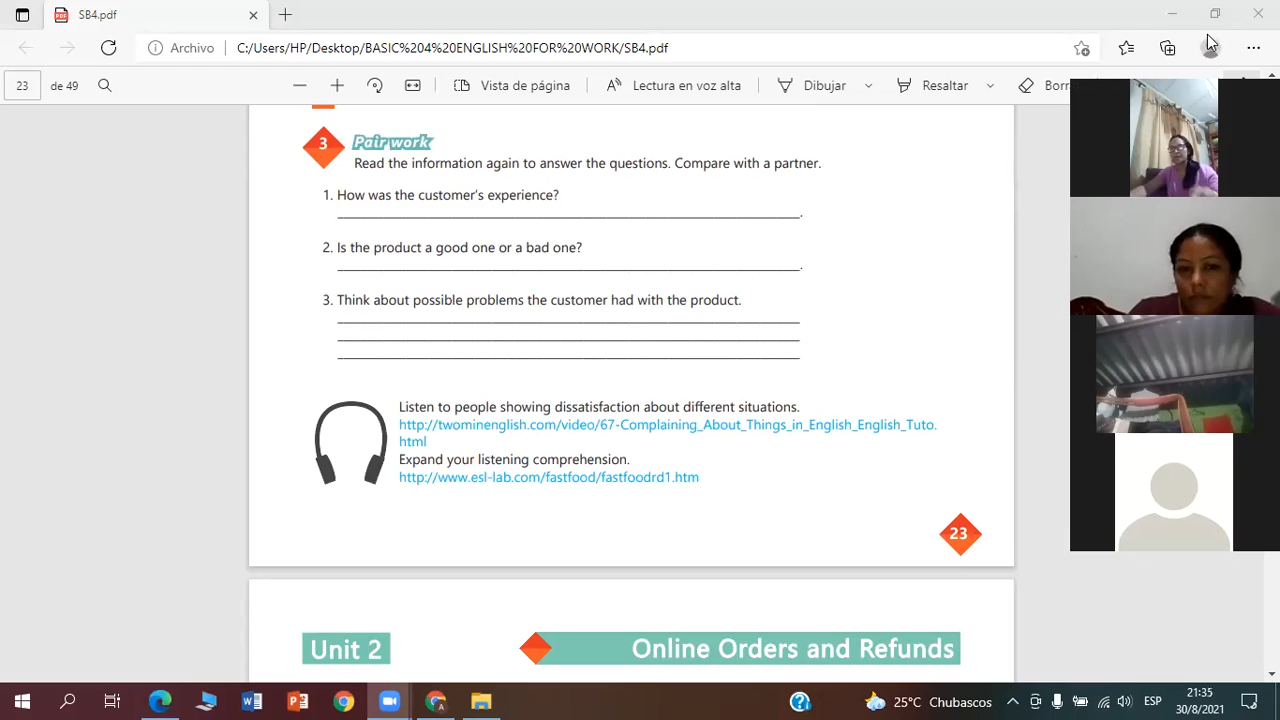 SB4.pdf
Archivo C:/Users/HP/Desktop/BASIC%204%20ENGLISH%20FOR%20WORK/SB4.pdf
23 de 49 Vista de página Lectura en voz alta Dibujar Resaltar Borr
3 Pair work
Read the information again to answer the questions. Compare with a partner.
1. How was the customer's experience?
2. Is the product a good one or a bad one?
3. Think about possible problems the customer had with the product.
Listen to people showing dissatisfaction about different situations.
http://twominenglish.com/video/67-Complaining_About_Things_in_English_English_Tuto.
html
Expand your listening comprehension.
http://www.esl-lab.com/fastfood/fastfoodrd1.htm
23
Unit 2 Online Orders and Refunds
25°C Chubascos ESP 21:35
30/8/2021